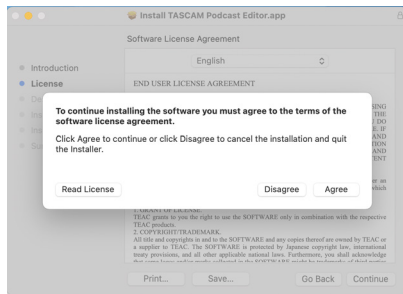 Install TASCAM Podcast Editor.app
Software License Agreement
English
Introduction
License
END USER LICENSE AGREEMENT
To continue installing the software you must agree to the terms of the
software license agreement.
Click Agree to continue or click Disagree to cancel the installation and quit
the Installer.
Read License
Disagree
Agree
1. GRANT OF LICENSE
TEAC grants to you the right to use the SOFTWARE only in combination with the respective
TEAC products.
2. COPYRIGHT/TRADEMARK.
All title and copyrights in and to the SOFTWARE and any copies thereof are owned by TEAC or
a supplier to TEAC. The SOFTWARE is protected by Japanese copyright law, international
treaty provisions, and all other applicable national laws. Furthermore, you shall acknowledge
Print...
Save...
Go Back
Continue